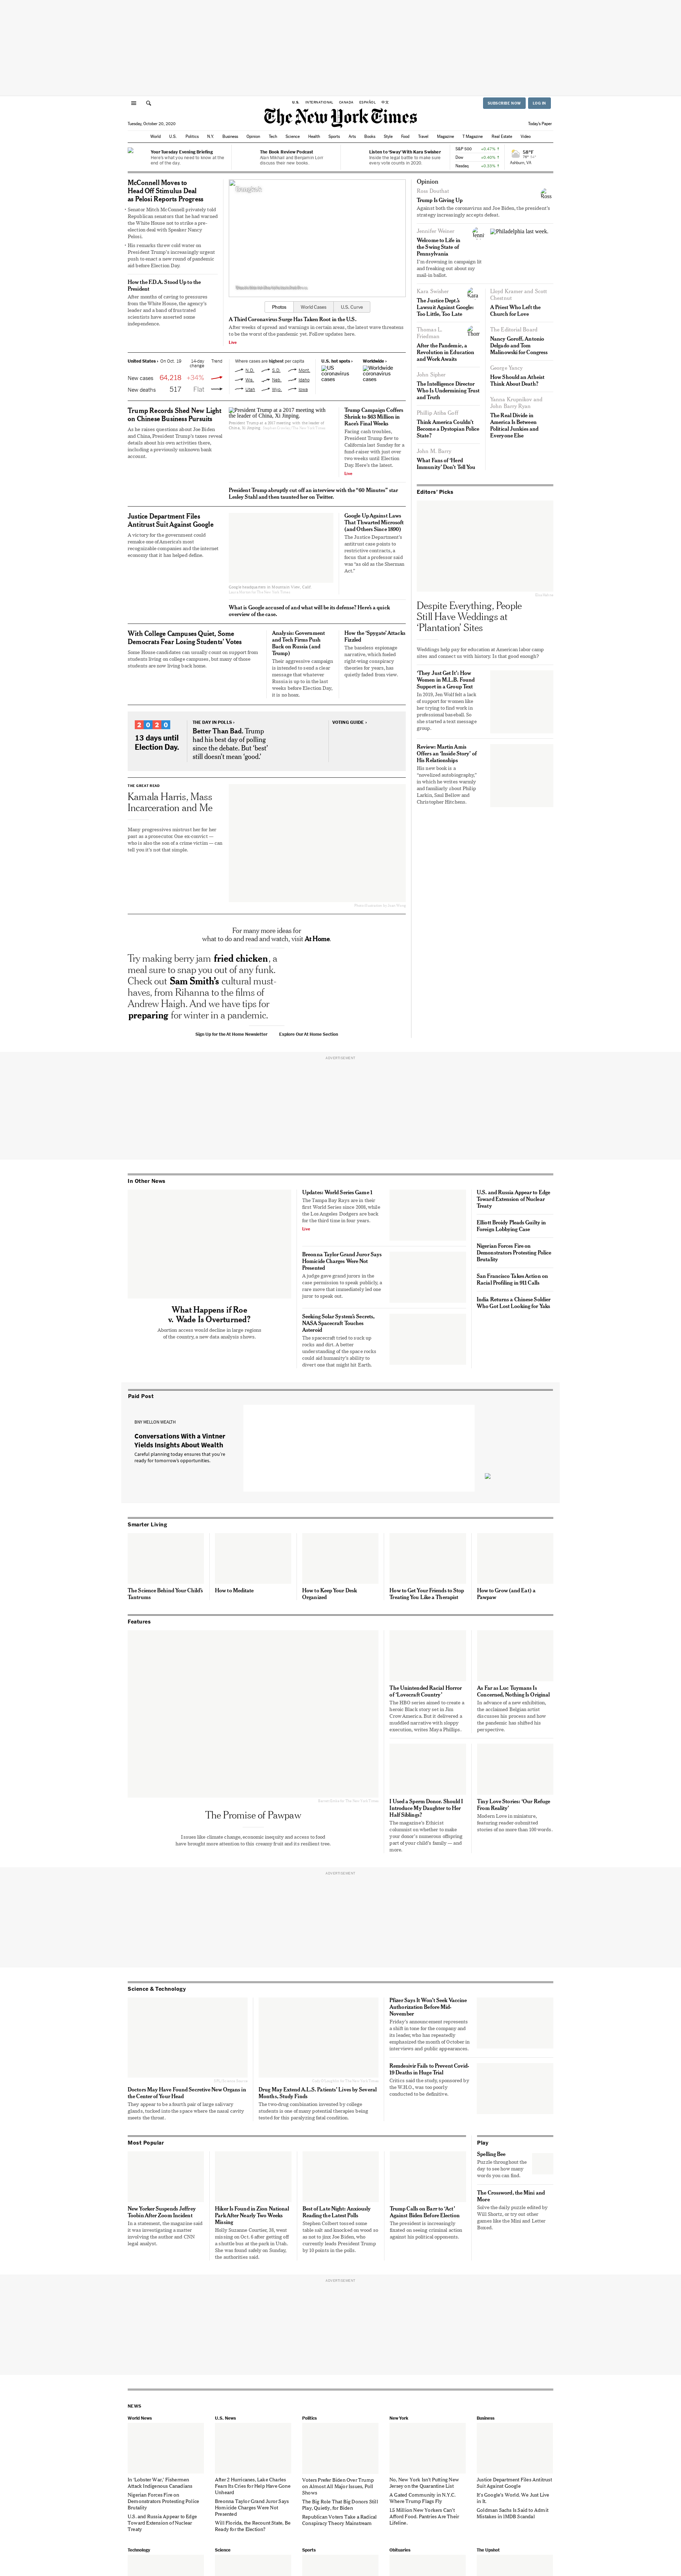 U.S. INTERNATIONAL CANADA ESPAÑOL 中文
SUBSCRIBE NOW
LOG IN
The New York Times
Tuesday, October 20, 2020
Today's Paper
World U.S. Politics N.Y. Business Opinion Tech Science Health Sports Arts Books Style Food Travel Magazine T Magazine Real Estate Video
Your Tuesday Evening Briefing
Here's what you need to know at the end of the day.
The Book Review Podcast
Listen to 'Sway' With Kara Swisher
Inside the legal battle to make sure every vote counts in 2020.
S&P 500 +0.47% ↑
Dow +0.40% ↑
Nasdaq +0.33% ↑
58°F
Ashburn, VA
McConnell Moves to
Head Off Stimulus Deal
as Pelosi Reports Progress
Senator Mitch McConnell privately told Republican senators that he had warned the White House not to strike a pre-election deal with Speaker Nancy Pelosi.
His remarks threw cold water on President Trump's increasingly urgent push to enact a new round of pandemic aid before Election Day.
How the F.D.A. Stood Up to the President
After months of caving to pressures from the White House, the agency's leader and a band of frustrated scientists have asserted some independence.
Photos World Cases U.S. Curve
A Third Coronavirus Surge Has Taken Root in the U.S.
After weeks of steady and warnings in certain areas, the latest wave threatens to be the worst of the pandemic yet. Follow updates here.
Live
United States › On Oct. 19 14-day change Trend
New cases 64,218 +34%
New deaths 517 Flat
Where cases are highest per capita
N.D. S.D. Mont.
Wis. Neb. Idaho
Utah Wyo. Iowa
U.S. hot spots ›
US coronavirus cases
Worldwide ›
Worldwide coronavirus cases
Trump Records Shed New Light on Chinese Business Pursuits
As he raises questions about Joe Biden and China, President Trump's taxes reveal details about his own activities there, including a previously unknown bank account.
President Trump at a 2017 meeting with the leader of China, Xi Jinping.
Trump Campaign Coffers Shrink to $63 Million in Race's Final Weeks
Facing cash troubles, President Trump flew to California last Sunday for a fund-raiser with just over two weeks until Election Day. Here's the latest.
Live
President Trump abruptly cut off an interview with the "60 Minutes" star Lesley Stahl and then taunted her on Twitter.
Justice Department Files Antitrust Suit Against Google
A victory for the government could remake one of America's most recognizable companies and the internet economy that it has helped define.
Google Up Against Laws That Thwarted Microsoft (and Others Since 1890)
The Justice Department's antitrust case points to restrictive contracts, a focus that a professor said was "as old as the Sherman Act."
What is Google accused of and what will be its defense? Here's a quick overview of the case.
With College Campuses Quiet, Some Democrats Fear Losing Students' Votes
Some House candidates can usually count on support from students living on college campuses, but many of those students are now living back home.
Analysis: Government and Tech Firms Push Back on Russia (and Trump)
Their aggressive campaign is intended to send a clear message that whatever Russia is up to in the last weeks before Election Day, it is no hoax.
How the 'Spygate' Attacks Fizzled
The baseless espionage narrative, which fueled right-wing conspiracy theories for years, has quietly faded from view.
2020
13 days until
Election Day.
THE DAY IN POLLS ›
Better Than Bad. Trump had his best day of polling since the debate. But 'best' still doesn't mean 'good.'
VOTING GUIDE ›
THE GREAT READ
Kamala Harris, Mass Incarceration and Me
Many progressives mistrust her for her past as a prosecutor. One ex-convict — who is also the son of a crime victim — can tell you it's not that simple.
For many more ideas for
what to do and read and watch, visit At Home.
Try making berry jam fried chicken, a meal sure to snap you out of any funk. Check out Sam Smith's cultural must-haves, from Rihanna to the films of Andrew Haigh. And we have tips for preparing for winter in a pandemic.
Sign Up for the At Home Newsletter
Explore Our At Home Section
Opinion
Ross Douthat
Trump Is Giving Up
Against both the coronavirus and Joe Biden, the president's strategy increasingly accepts defeat.
Jennifer Weiner
Welcome to Life in the Swing State of Pennsylvania
I'm drowning in campaign fit and freaking out about my mail-in ballot.
Philadelphia last week.
Kara Swisher
The Justice Dept.'s Lawsuit Against Google: Too Little, Too Late
Lloyd Kramer and Scott Chestnut
A Priest Who Left the Church for Love
Thomas L. Friedman
After the Pandemic, a Revolution in Education and Work Awaits
The Editorial Board
Nancy Goroff, Antonio Delgado and Tom Malinowski for Congress
John Sipher
The Intelligence Director Who Is Undermining Trust and Truth
George Yancy
How Should an Atheist Think About Death?
Yanna Krupnikov and John Barry Ryan
The Real Divide in America Is Between Political Junkies and Everyone Else
Think America Couldn't Become a Dystopian Police State?
John M. Barry
What Fans of 'Herd Immunity' Don't Tell You
Editors' Picks
Despite Everything, People Still Have Weddings at 'Plantation' Sites
Weddings help pay for education at American labor camp sites and connect us with history. Is that good enough?
'They Just Get It': How Women in M.L.B. Found Support in a Group Text
Review: Martin Amis Offers an 'Inside Story' of His Relationships
His new book is a "novelized autobiography," in which he writes warmly and familiarly about Philip Larkin, Saul Bellow and Christopher Hitchens.
ADVERTISEMENT
In Other News
What Happens if Roe
v. Wade Is Overturned?
Abortion access would decline in large regions of the country, a new data analysis shows.
Updates: World Series Game 1
The Tampa Bay Rays are in their first World Series since 2008, while the Los Angeles Dodgers are back for the third time in four years.
Live
Breonna Taylor Grand Juror Says Homicide Charges Were Not Presented
A judge gave grand jurors in the case permission to speak publicly, a rare move that immediately led one juror to speak out.
Seeking Solar System's Secrets, NASA Spacecraft Touches Asteroid
The spacecraft tried to suck up rocks and dirt. A better understanding of the space rocks could aid humanity's ability to divert one that might hit Earth.
U.S. and Russia Appear to Edge Toward Extension of Nuclear Treaty
Elliott Broidy Pleads Guilty in Foreign Lobbying Case
Nigerian Forces Fire on Demonstrators Protesting Police Brutality
San Francisco Takes Action on Racial Profiling in 911 Calls
India Returns a Chinese Soldier Who Got Lost Looking for Yaks
Paid Post
BNY MELLON WEALTH
Conversations With a Vintner Yields Insights About Wealth
Careful planning today ensures that you're ready for tomorrow's opportunities.
Smarter Living
The Science Behind Your Child's Tantrums
How to Meditate
How to Keep Your Desk Organized
How to Get Your Friends to Stop Treating You Like a Therapist
How to Grow (and Eat) a Pawpaw
Features
The Promise of Pawpaw
Issues like climate change, economic inequity and access to food have brought more attention to this creamy fruit and its resilient tree.
The Unintended Racial Horror of 'Lovecraft Country'
The HBO series aimed to create a heroic Black story set in Jim Crow America. But it delivered a muddled narrative with sloppy execution, writes Maya Phillips.
As Far as Luc Tuymans Is Concerned, Nothing Is Original
In advance of a new exhibition, the acclaimed Belgian artist discusses his process and how the pandemic has shifted his perspective.
I Used a Sperm Donor. Should I Introduce My Daughter to Her Half Siblings?
The magazine's Ethicist columnist on whether to make your donor's numerous offspring part of your child's family — and more.
Tiny Love Stories: 'Our Refuge From Reality'
Modern Love in miniature, featuring reader-submitted stories of no more than 100 words.
ADVERTISEMENT
Science & Technology
Doctors May Have Found Secretive New Organs in the Center of Your Head
They appear to be a fourth pair of large salivary glands, tucked into the space where the nasal cavity meets the throat.
Drug May Extend A.L.S. Patients' Lives by Several Months, Study Finds
The two-drug combination invented by college students is one of many potential therapies being tested for this paralyzing fatal condition.
Pfizer Says It Won't Seek Vaccine Authorization Before Mid-November
Friday's announcement represents a shift in tone for the company and its leader, who has repeatedly emphasized the month of October in interviews and public appearances.
Remdesivir Fails to Prevent Covid-19 Deaths in Huge Trial
Critics said the study, sponsored by the W.H.O., was too poorly conducted to be definitive.
Most Popular
New Yorker Suspends Jeffrey Toobin After Zoom Incident
In a statement, the magazine said it was investigating a matter involving the author and CNN legal analyst.
Hiker Is Found in Zion National Park After Nearly Two Weeks Missing
Holly Suzanne Courtier, 38, went missing on Oct. 6 after getting off a shuttle bus at the park in Utah. She was found safely on Sunday, the authorities said.
Best of Late Night: Anxiously Reading the Latest Polls
Stephen Colbert tossed some table salt and knocked on wood so as not to jinx Joe Biden, who currently leads President Trump by 10 points in the polls.
Trump Calls on Barr to 'Act' Against Biden Before Election
The president is increasingly fixated on seeing criminal action against his political opponents.
Play
Spelling Bee
Puzzle throughout the day to see how many words you can find.
The Crossword, the Mini and More
Solve the daily puzzle edited by Will Shortz, or try out other games like the Mini and Letter Boxed.
ADVERTISEMENT
NEWS
World News
In 'Lobster War,' Fishermen Attack Indigenous Canadians
Nigerian Forces Fire on Demonstrators Protesting Police Brutality
U.S. and Russia Appear to Edge Toward Extension of Nuclear Treaty
U.S. News
After 2 Hurricanes, Lake Charles Fears Its Cries for Help Have Gone Unheard
Breonna Taylor Grand Juror Says Homicide Charges Were Not Presented
Will Florida, the Recount State, Be Ready for the Election?
Politics
Voters Prefer Biden Over Trump on Almost All Major Issues, Poll Shows
The Big Role That Big Donors Still Play, Quietly, for Biden
Republican Voters Take a Radical Conspiracy Theory Mainstream
New York
No, New York Isn't Putting New Jersey on the Quarantine List
A Gated Community in N.Y.C. Where Trump Flags Fly
1.5 Million New Yorkers Can't Afford Food. Pantries Are Their Lifeline.
Business
Justice Department Files Antitrust Suit Against Google
It's Google's World. We Just Live in It.
Goldman Sachs Is Said to Admit Mistakes in 1MDB Scandal
Technology Science Sports Obituaries The Upshot